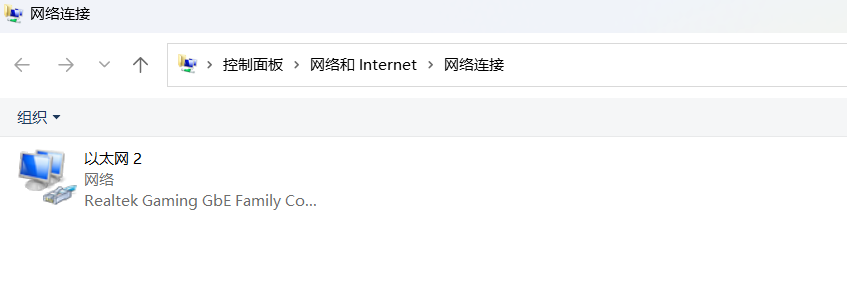 网络连接
控制面板 > 网络和 Internet > 网络连接
组织
以太网 2
网络
Realtek Gaming GbE Family Co...